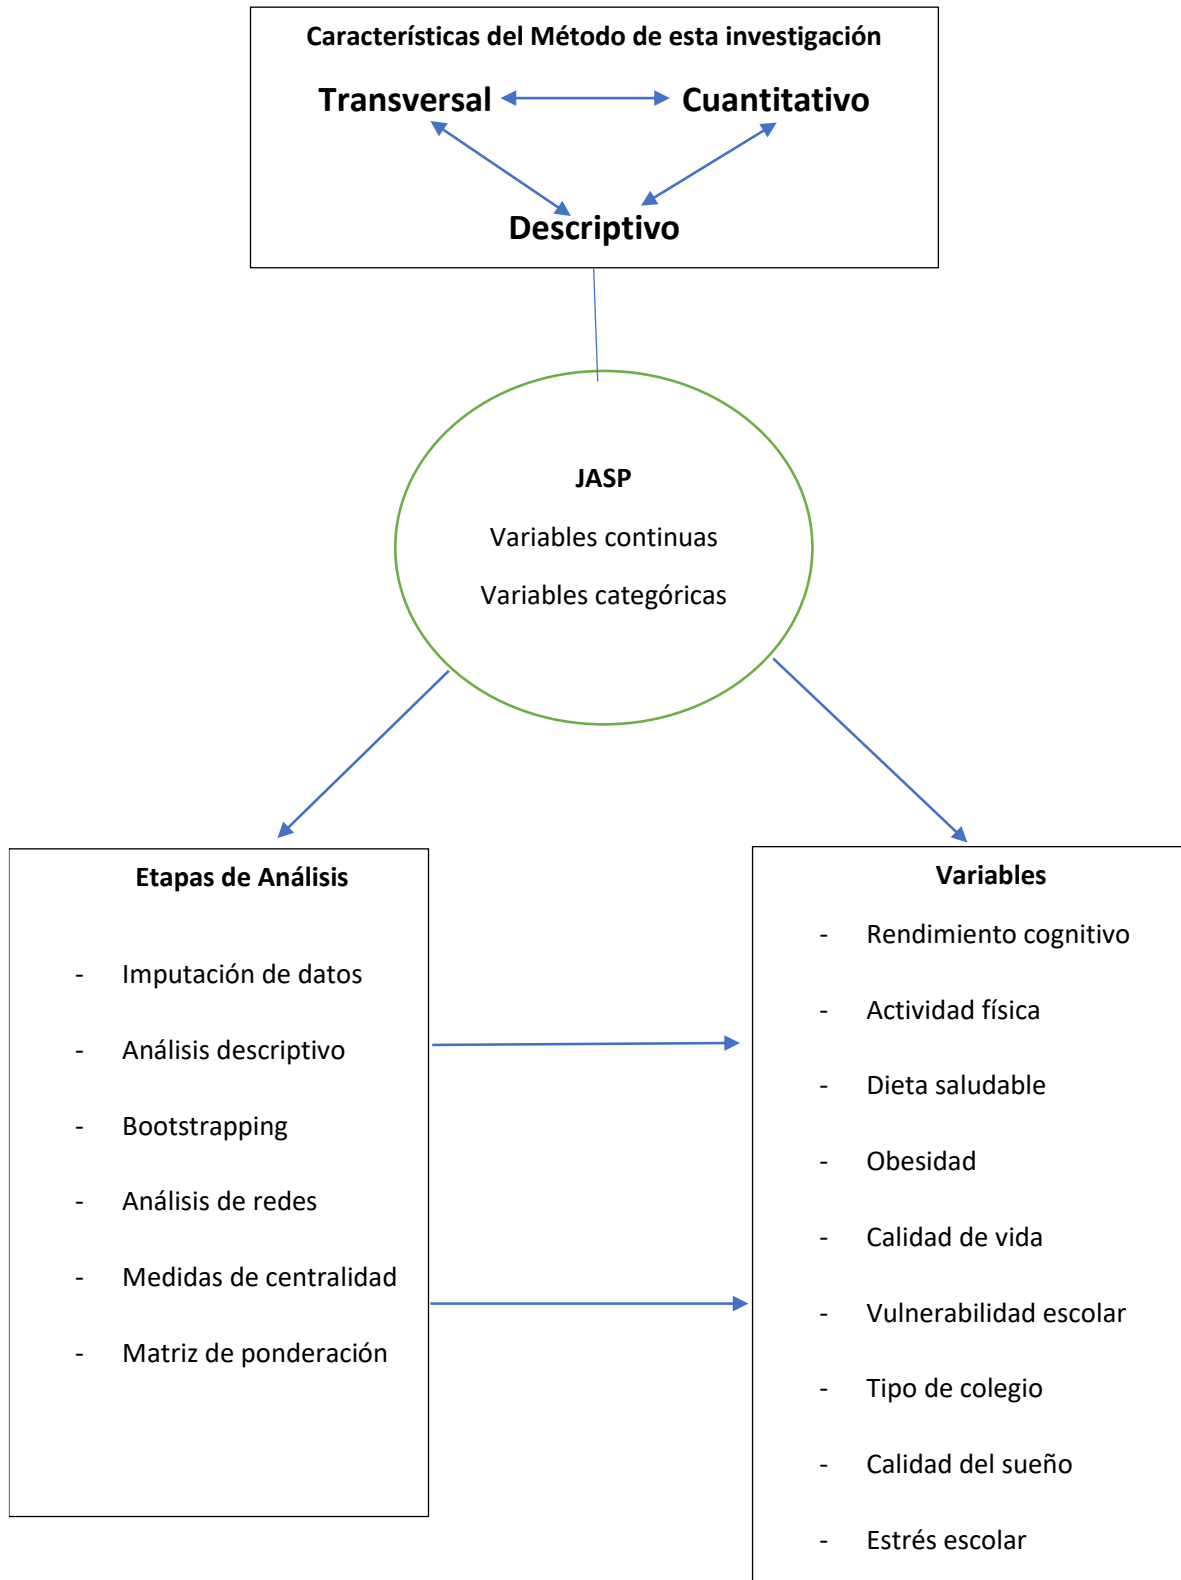 Características del Método de esta investigación
Transversal Cuantitativo
Descriptivo
JASP
Variables continuas
Variables categóricas
Etapas de Análisis
- Imputación de datos
- Análisis descriptivo
- Bootstrapping
- Análisis de redes
- Medidas de centralidad
- Matriz de ponderación
Variables
- Rendimiento cognitivo
- Actividad física
- Dieta saludable
- Obesidad
- Calidad de vida
- Vulnerabilidad escolar
- Tipo de colegio
- Calidad del sueño
- Estrés escolar